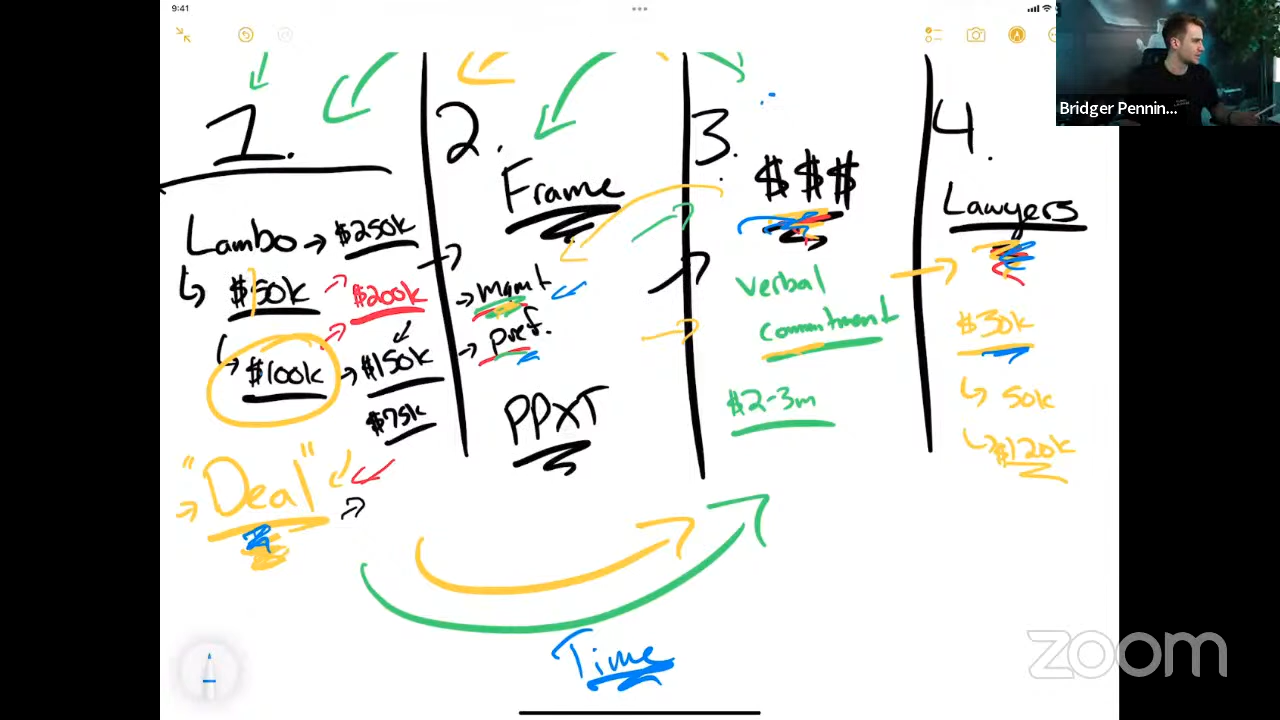 9:41
Bridger Pennin...
1.
Lambo → $250k
↳ $50k → $200k
↳ $100k → $150k
$75k
→ "Deal"
2.
Frame
→ mgmt
→ pref.
PPXT
3.
$$$
verbal
commitment
$2-3m
4.
Lawyers
$30k
↳ 50k
↳ $120k
Time
zoom